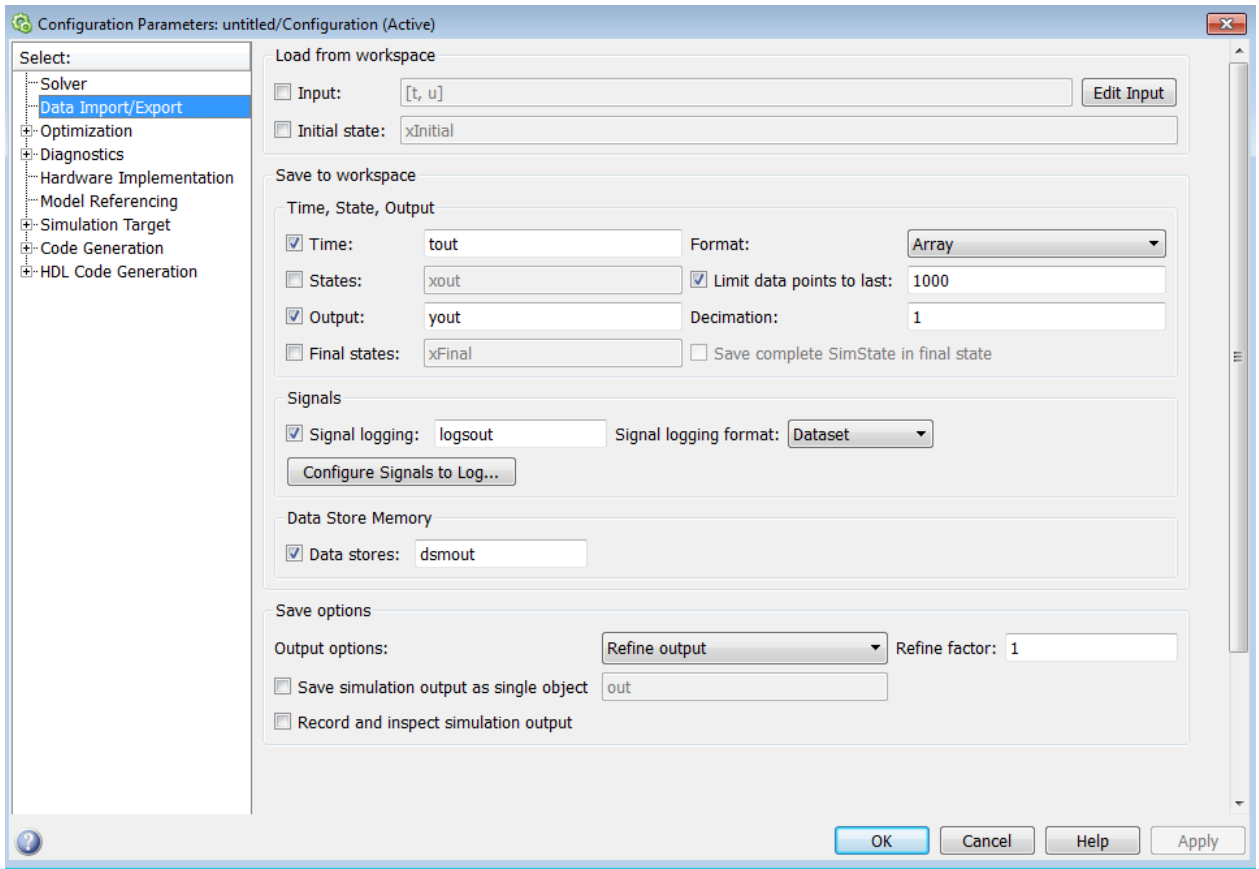 Configuration Parameters: untitled/Configuration (Active)
Select:
Solver
Data Import/Export
Optimization
Diagnostics
Hardware Implementation
Model Referencing
Simulation Target
Code Generation
HDL Code Generation
Load from workspace
Input: [t, u] Edit Input
Initial state: xInitial
Save to workspace
Time, State, Output
Time: tout Format: Array
States: xout Limit data points to last: 1000
Output: yout Decimation: 1
Final states: xFinal Save complete SimState in final state
Signals
Signal logging: logsout Signal logging format: Dataset
Configure Signals to Log...
Data Store Memory
Data stores: dsmout
Save options
Output options: Refine output Refine factor: 1
Save simulation output as single object out
Record and inspect simulation output
? OK Cancel Help Apply